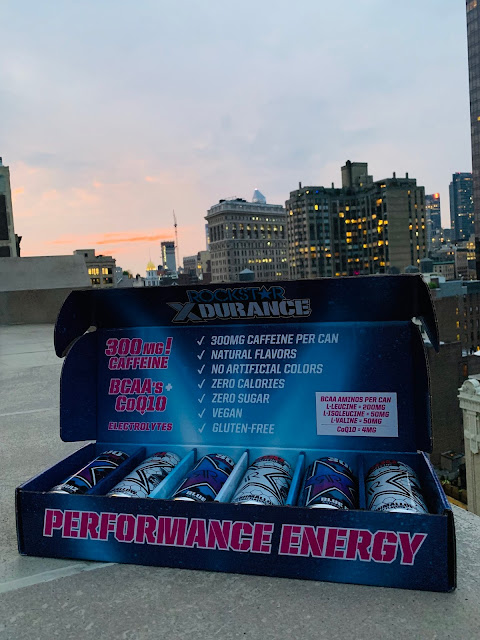 ROCKSTAR
XDURANCE
300MG!
CAFFEINE
BCAA's +
CoQ10
ELECTROLYTES
✓ 300MG CAFFEINE PER CAN
✓ NATURAL FLAVORS
✓ NO ARTIFICIAL COLORS
✓ ZERO CALORIES
✓ ZERO SUGAR
✓ VEGAN
✓ GLUTEN-FREE
BCAA AMINOS PER CAN
L-LEUCINE = 200MG
L-ISOLEUCINE = 50MG
L-VALINE = 50MG
CoQ10 = 4MG
BLUE
PERFORMANCE ENERGY